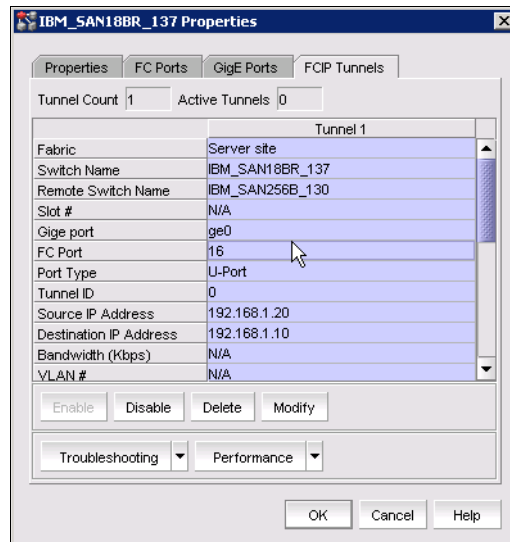 IBM_SAN18BR_137 Properties
Properties FC Ports GigE Ports FCIP Tunnels
Tunnel Count 1 Active Tunnels 0
Tunnel 1
Fabric Server site
Switch Name IBM_SAN18BR_137
Remote Switch Name IBM_SAN256B_130
Slot # N/A
Gige port ge0
FC Port 16
Port Type U-Port
Tunnel ID 0
Source IP Address 192.168.1.20
Destination IP Address 192.168.1.10
Bandwidth (Kbps) N/A
VLAN # N/A
Enable Disable Delete Modify
Troubleshooting Performance
OK Cancel Help